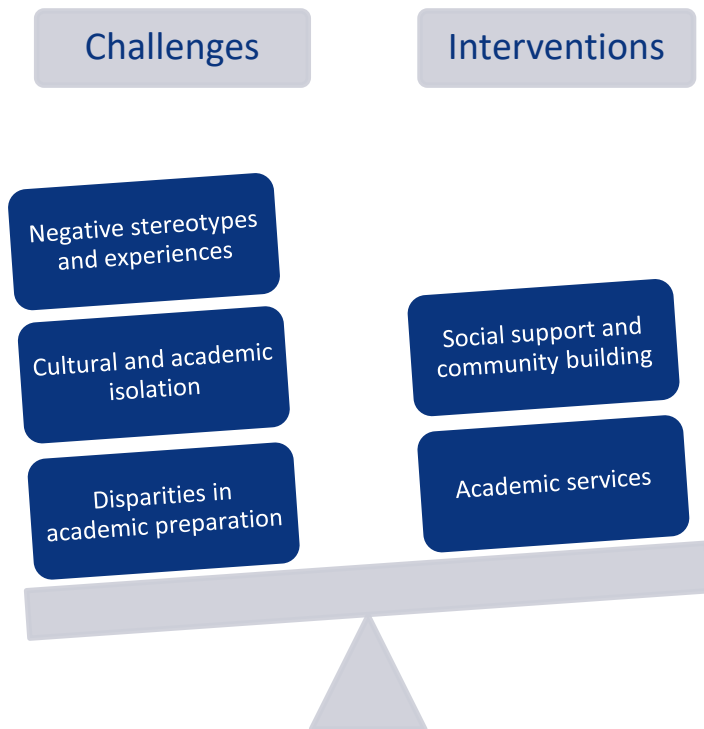 Challenges
Interventions
Negative stereotypes
and experiences
Cultural and academic
isolation
Disparities in
academic preparation
Social support and
community building
Academic services